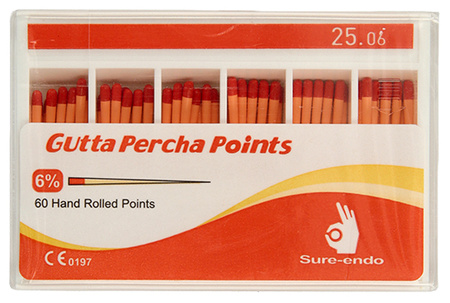 25.06
Gutta Percha Points
6%
60 Hand Rolled Points
CE 0197
Sure-endo